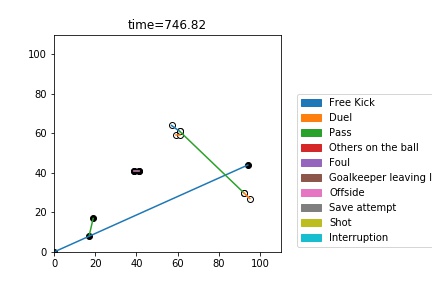 time=746.82
100
80
60
40
20
0
0 20 40 60 80 100
Free Kick
Duel
Pass
Others on the ball
Foul
Goalkeeper leaving l
Offside
Save attempt
Shot
Interruption